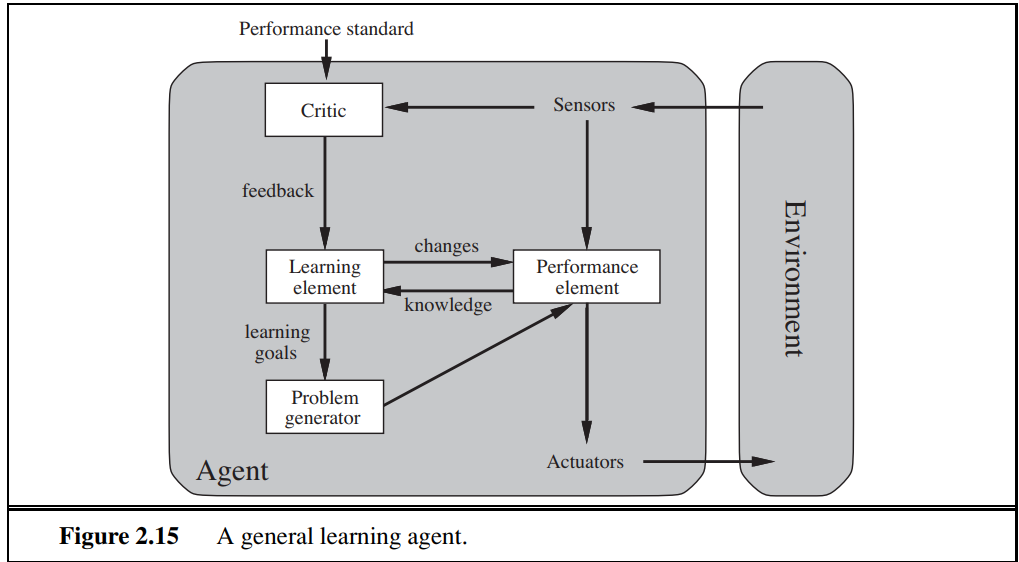 Performance standard
Critic
Sensors
feedback
changes
Learning
element
Performance
element
knowledge
learning
goals
Problem
generator
Agent
Actuators
Environment
Figure 2.15 A general learning agent.